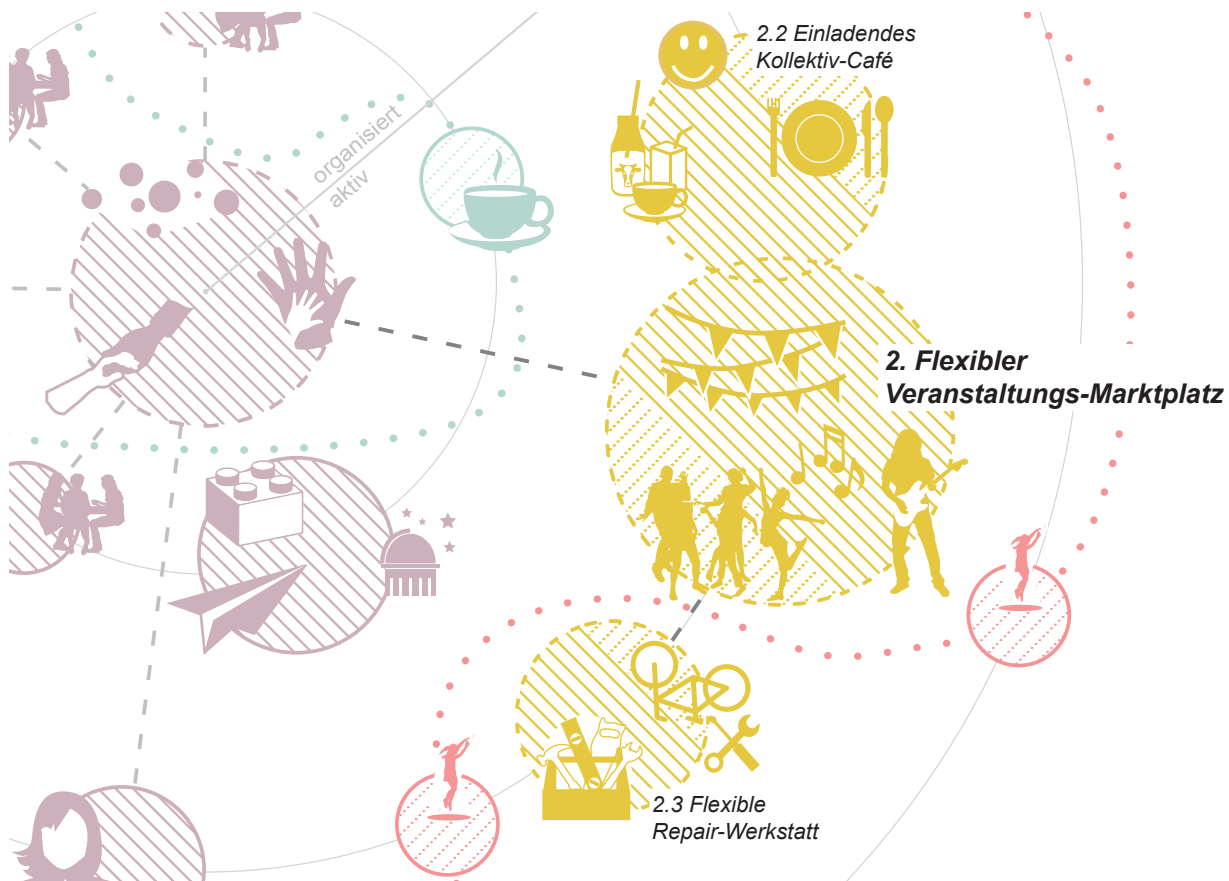 2.2 Einladendes
Kollektiv-Café
organisiert
aktiv
2. Flexibler
Veranstaltungs-Marktplatz
2.3 Flexible
Repair-Werkstatt